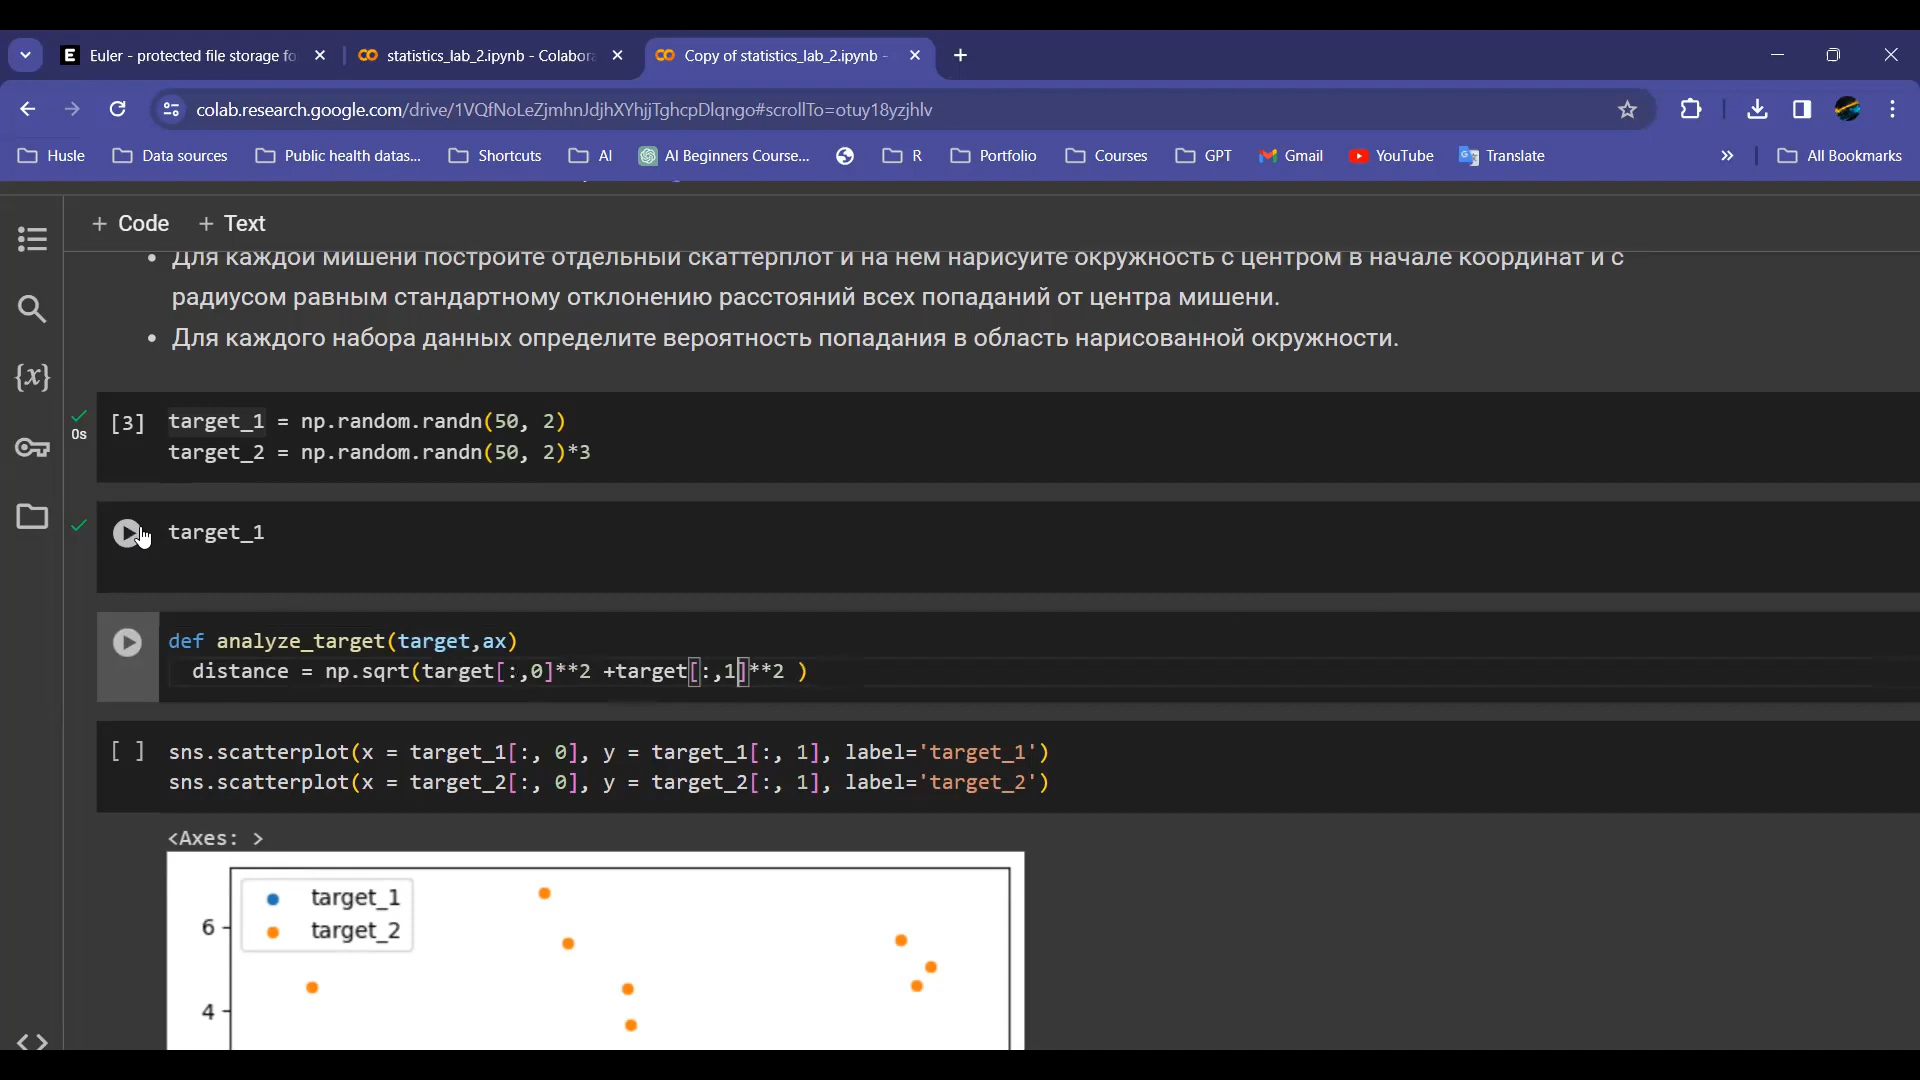 Euler - protected file storage fo
statistics_lab_2.ipynb - Colabor
Copy of statistics_lab_2.ipynb -
colab.research.google.com/drive/1VQfNoLeZjmhnJdjhXYhjjTghcpDlqngo#scrollTo=otuy18yzjhlv
Husle
Data sources
Public health datas...
Shortcuts
AI
AI Beginners Course...
R
Portfolio
Courses
GPT
Gmail
YouTube
Translate
»
All Bookmarks
+ Code
+ Text
• Для каждой мишени постройте отдельный скаттерплот и на нем нарисуйте окружность с центром в начале координат и с
радиусом равным стандартному отклонению расстояний всех попаданий от центра мишени.
• Для каждого набора данных определите вероятность попадания в область нарисованной окружности.
{x}
0s
[3]
target_1 = np.random.randn(50, 2)
target_2 = np.random.randn(50, 2)*3
target_1
def analyze_target(target,ax)
distance = np.sqrt(target[:,0]**2 +target[:,1]**2 )
[ ]
sns.scatterplot(x = target_1[:, 0], y = target_1[:, 1], label='target_1')
sns.scatterplot(x = target_2[:, 0], y = target_2[:, 1], label='target_2')
<Axes: >
target_1
target_2
6
4